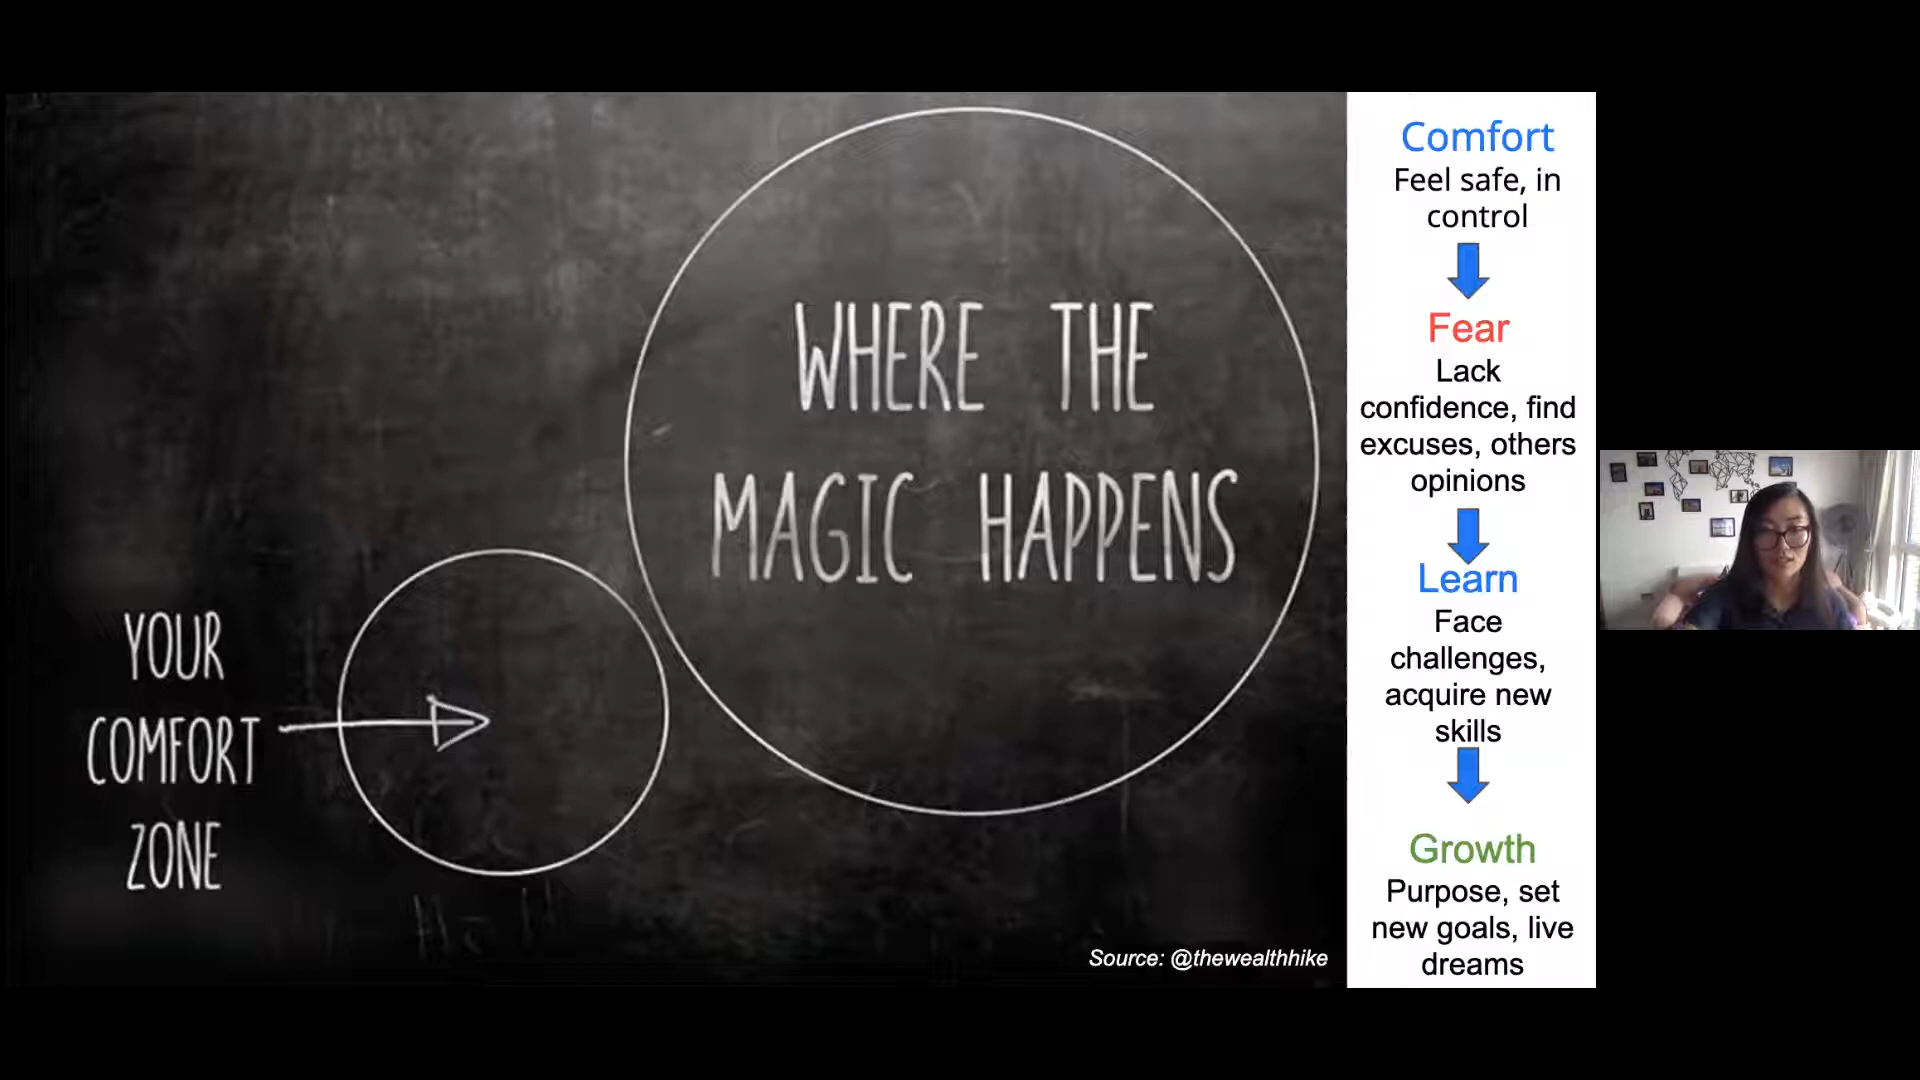 YOUR
COMFORT
ZONE
WHERE THE
MAGIC HAPPENS
Source: @thewealthhike
Comfort
Feel safe, in
control
Fear
Lack
confidence, find
excuses, others
opinions
Learn
Face
challenges,
acquire new
skills
Growth
Purpose, set
new goals, live
dreams